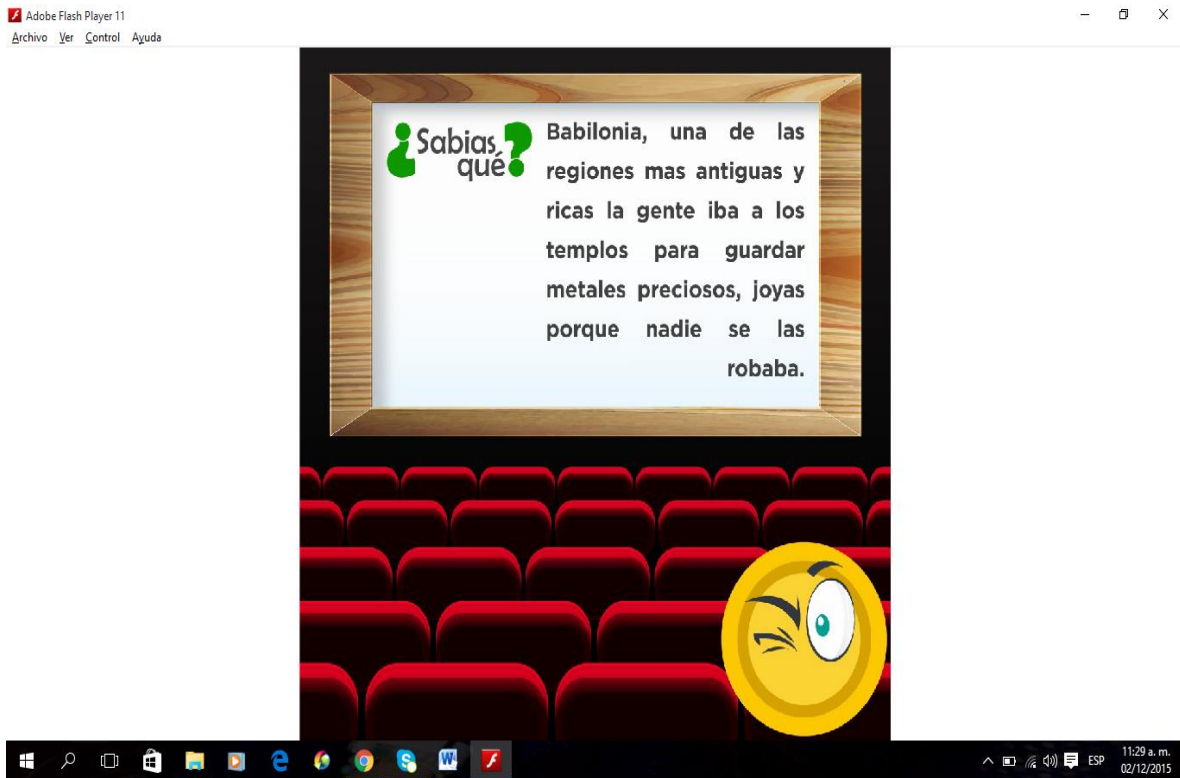 Adobe Flash Player 11
Archivo Ver Control Ayuda
¿Sabias
qué?
Babilonia, una de las
regiones mas antiguas y
ricas la gente iba a los
templos para guardar
metales preciosos, joyas
porque nadie se las
robaba.
ESP
11:29 a. m.
02/12/2015